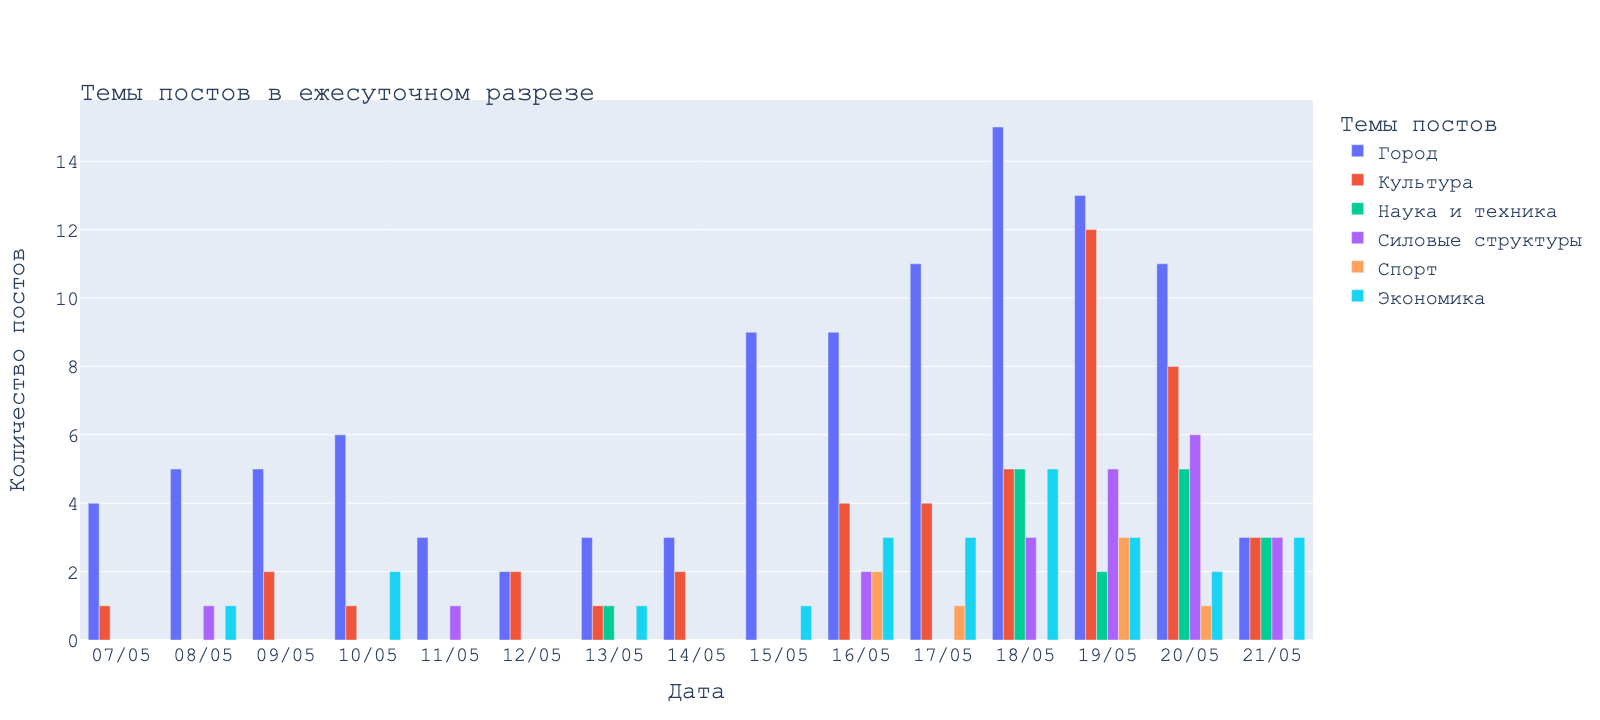 Темы постов в ежесуточном разрезе
Темы постов
Город
Культура
Наука и техника
Силовые структуры
Спорт
Экономика
Количество постов
14
12
10
8
6
4
2
0
07/05 08/05 09/05 10/05 11/05 12/05 13/05 14/05 15/05 16/05 17/05 18/05 19/05 20/05 21/05
Дата